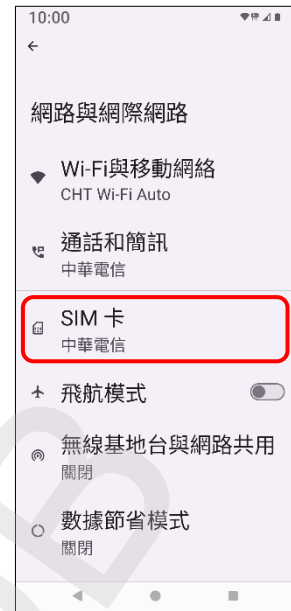 10:00
網路與網際網路
Wi-Fi與移動網絡
CHT Wi-Fi Auto
通話和簡訊
中華電信
SIM 卡
中華電信
飛航模式
無線基地台與網路共用
關閉
數據節省模式
關閉